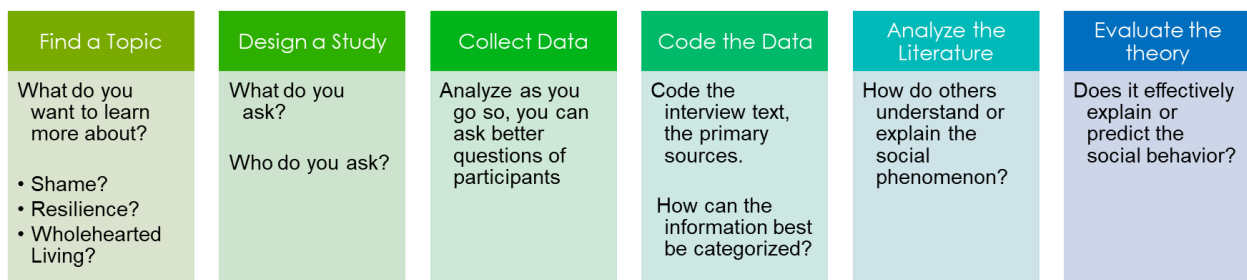 Find a Topic
What do you
want to learn
more about?
• Shame?
• Resilience?
• Wholehearted
Living?
Design a Study
What do you
ask?
Who do you ask?
Collect Data
Analyze as you
go so, you can
ask better
questions of
participants
Code the Data
Code the
interview text,
the primary
sources.
How can the
information best
be categorized?
Analyze the
Literature
How do others
understand or
explain the
social
phenomenon?
Evaluate the
theory
Does it effectively
explain or
predict the
social behavior?